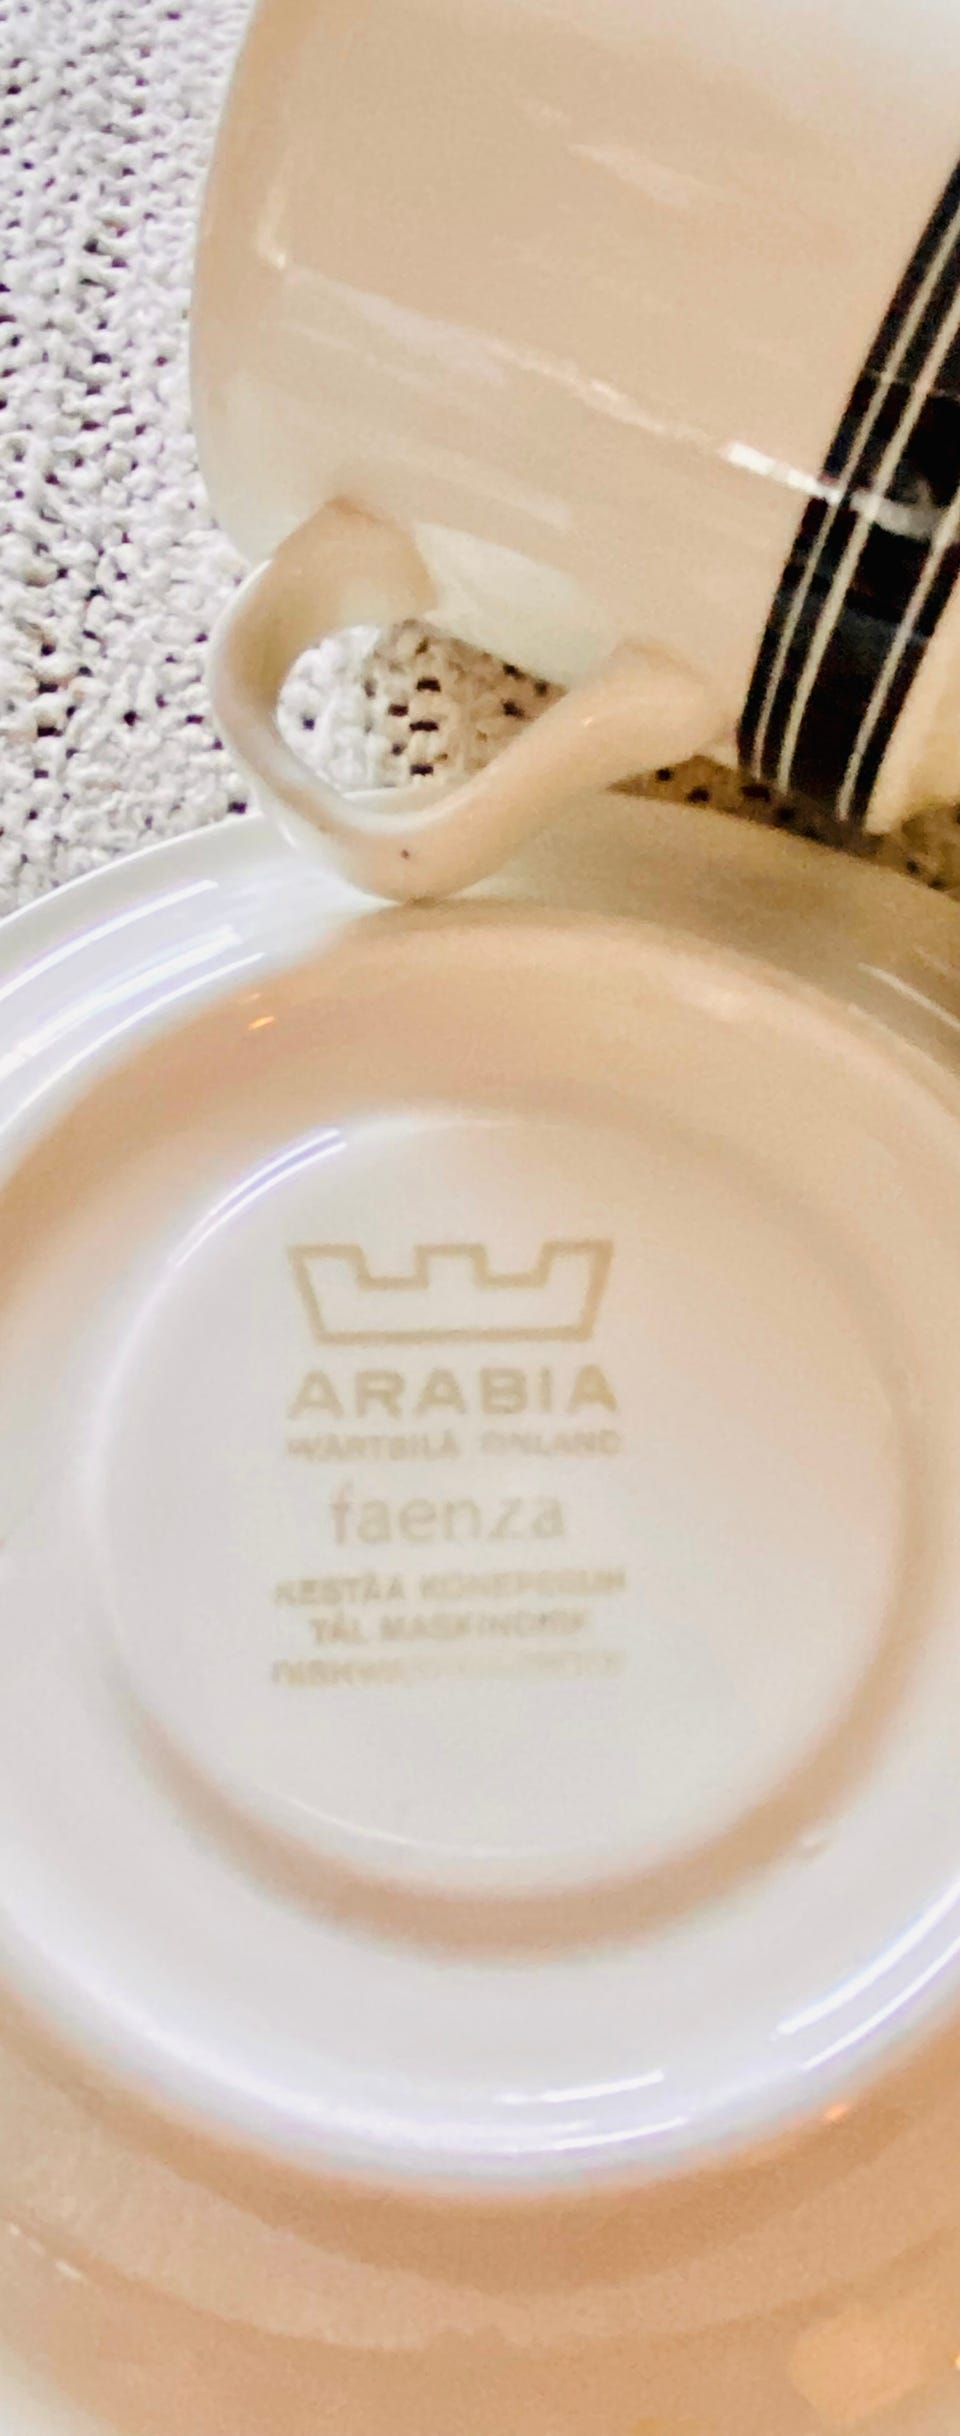 ARABIA
WÄRTSILÄ FINLAND
faenza
KESTÄÄ KONEPESUN
TÅL MASKINDISK